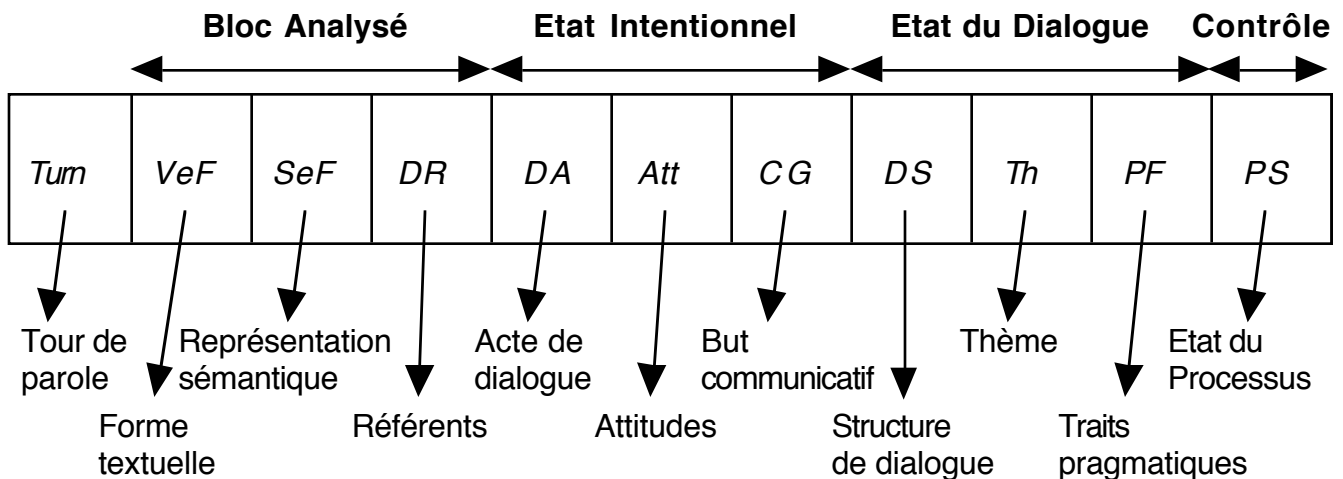 Bloc Analysé Etat Intentionnel Etat du Dialogue Contrôle
Turn VeF SeF DR DA Att CG DS Th PF PS
Tour de
parole
Forme
textuelle
Représentation
sémantique
Référents
Acte de
dialogue
Attitudes
But
communicatif
Structure
de dialogue
Thème
Traits
pragmatiques
Etat du
Processus